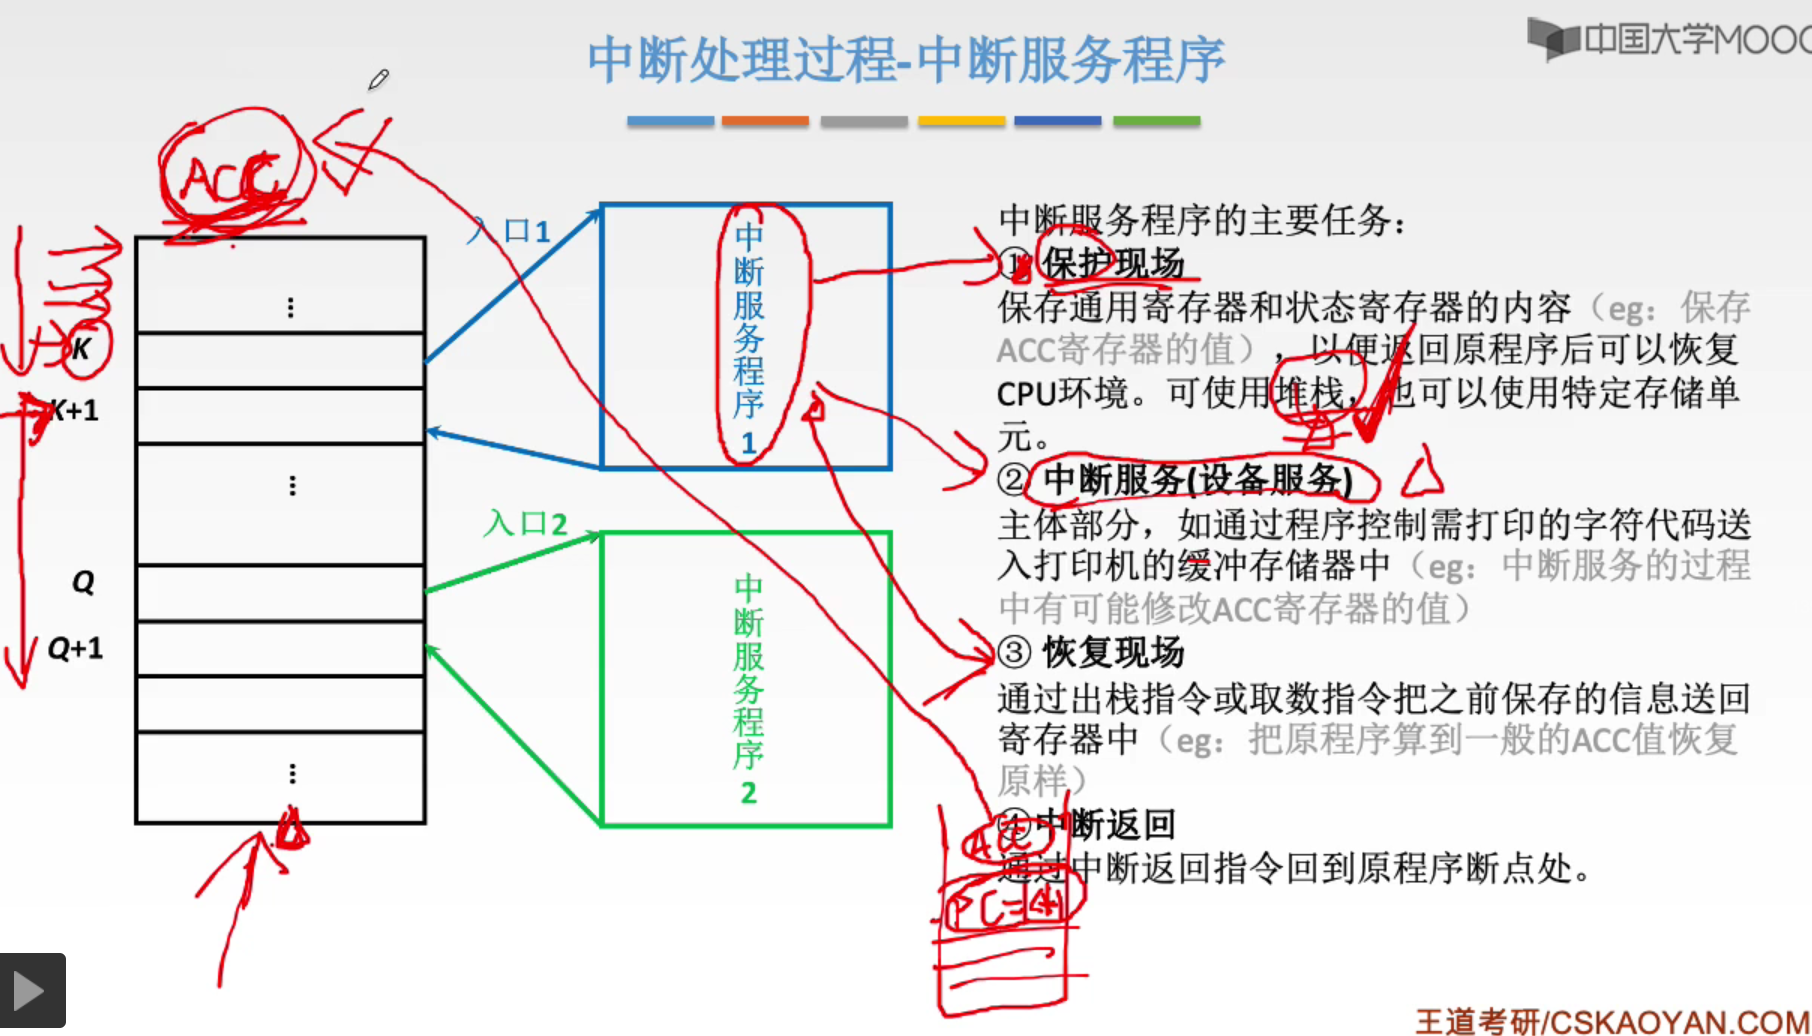 中断处理过程-中断服务程序
中国大学MOOC
ACC
入口1
中断服务程序1
K
K+1
入口2
中断服务程序2
Q
Q+1
中断服务程序的主要任务：
① 保护现场
保存通用寄存器和状态寄存器的内容（eg：保存
ACC寄存器的值），以便返回原程序后可以恢复
CPU环境。可使用堆栈，也可以使用特定存储单
元。
② 中断服务(设备服务)
主体部分，如通过程序控制需打印的字符代码送
入打印机的缓冲存储器中（eg：中断服务的过程
中有可能修改ACC寄存器的值）
③ 恢复现场
通过出栈指令或取数指令把之前保存的信息送回
寄存器中（eg：把原程序算到一般的ACC值恢复
原样）
④ 中断返回
通过中断返回指令回到原程序断点处。
ACC
王道考研/CSKAOYAN.COM